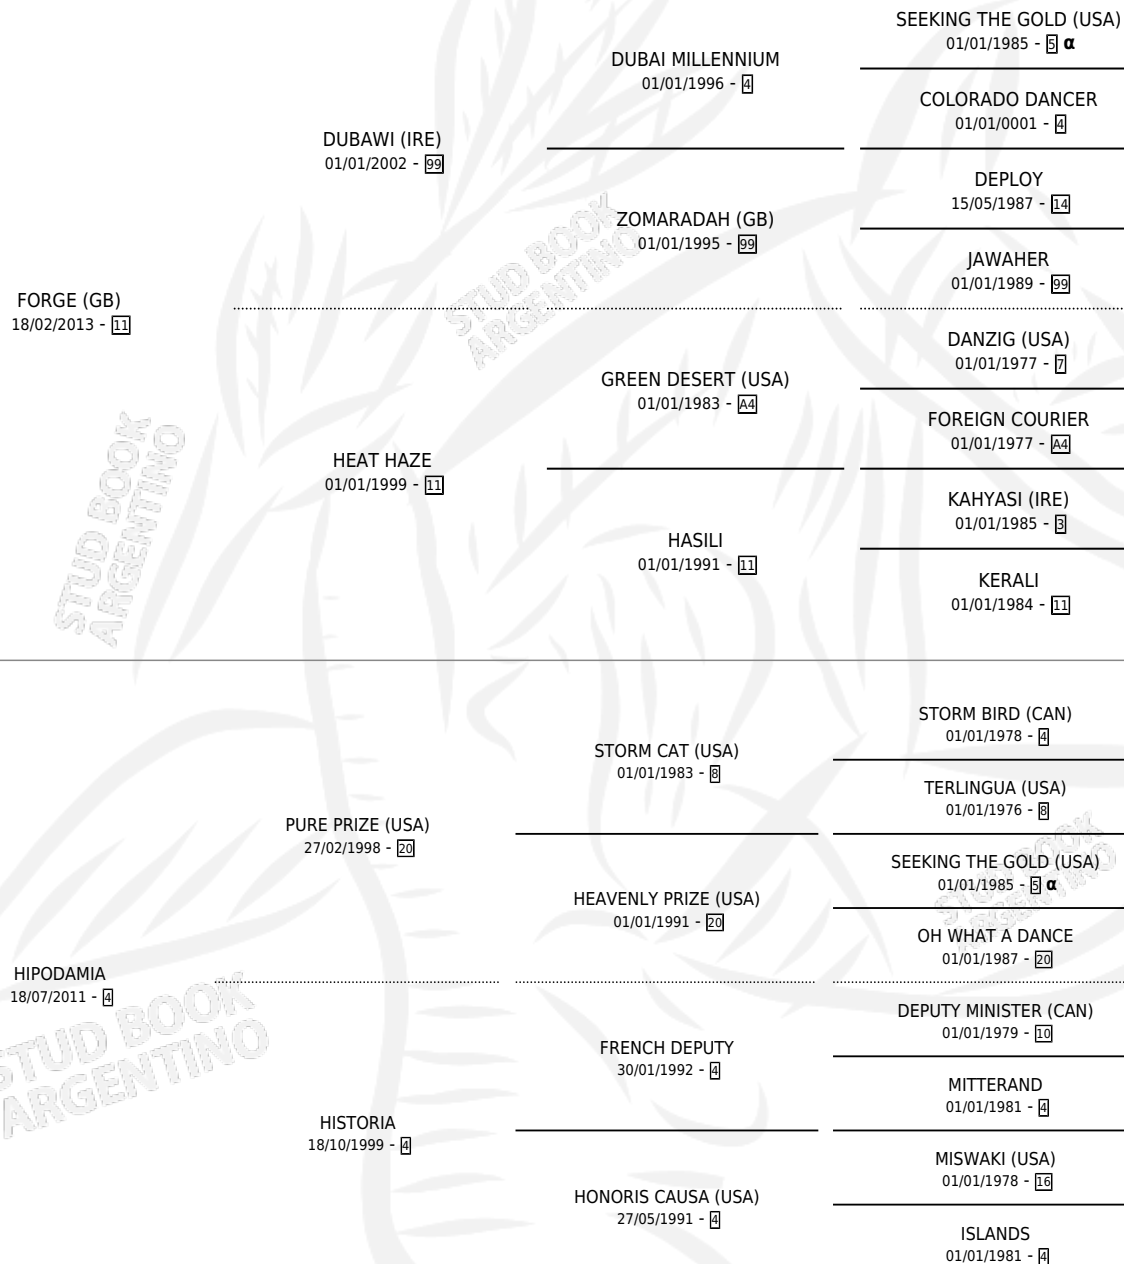 SEEKING THE GOLD (USA)
01/01/1985 - 5 α
DUBAI MILLENNIUM
01/01/1996 - 4
COLORADO DANCER
01/01/0001 - 4
DUBAWI (IRE)
01/01/2002 - 99
DEPLOY
15/05/1987 - 14
ZOMARADAH (GB)
01/01/1995 - 99
JAWAHER
01/01/1989 - 99
STUD BOOK
ARGENTINO
FORGE (GB)
18/02/2013 - 11
DANZIG (USA)
01/01/1977 - 7
GREEN DESERT (USA)
01/01/1983 - A4
FOREIGN COURIER
01/01/1977 - A4
HEAT HAZE
01/01/1999 - 11
KAHYASI (IRE)
01/01/1985 - 3
HASILI
01/01/1991 - 11
KERALI
01/01/1984 - 11
STUD BOOK
ARGENTINO
STORM BIRD (CAN)
01/01/1978 - 4
STORM CAT (USA)
01/01/1983 - 8
TERLINGUA (USA)
01/01/1976 - 8
PURE PRIZE (USA)
27/02/1998 - 20
SEEKING THE GOLD (USA)
01/01/1985 - 5 α
HEAVENLY PRIZE (USA)
01/01/1991 - 20
STUD BOOK
ARGENTINO
OH WHAT A DANCE
01/01/1987 - 20
HIPODAMIA
18/07/2011 - 4
DEPUTY MINISTER (CAN)
01/01/1979 - 10
FRENCH DEPUTY
30/01/1992 - 4
STUD BOOK
ARGENTINO
MITTERAND
01/01/1981 - 4
HISTORIA
18/10/1999 - 4
MISWAKI (USA)
01/01/1978 - 16
HONORIS CAUSA (USA)
27/05/1991 - 4
ISLANDS
01/01/1981 - 4